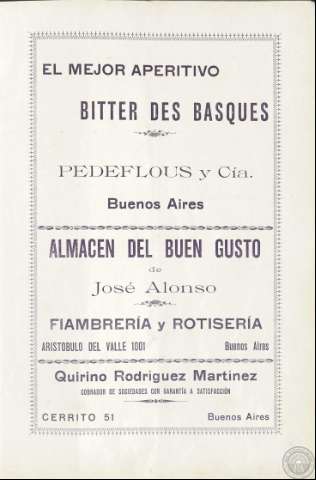 EL MEJOR APERITIVO
BITTER DES BASQUES
PEDEFLOUS y Cía.
Buenos Aires
ALMACEN DEL BUEN GUSTO
de
José Alonso
FIAMBRERÍA y ROTISERÍA
ARISTOBULO DEL VALLE 1001 Buenos Aires
Quirino Rodriguez Martinez
COBRADOR DE SOCIEDADES CON GARANTÍA A SATISFACCIÓN
CERRITO 51 Buenos Aires